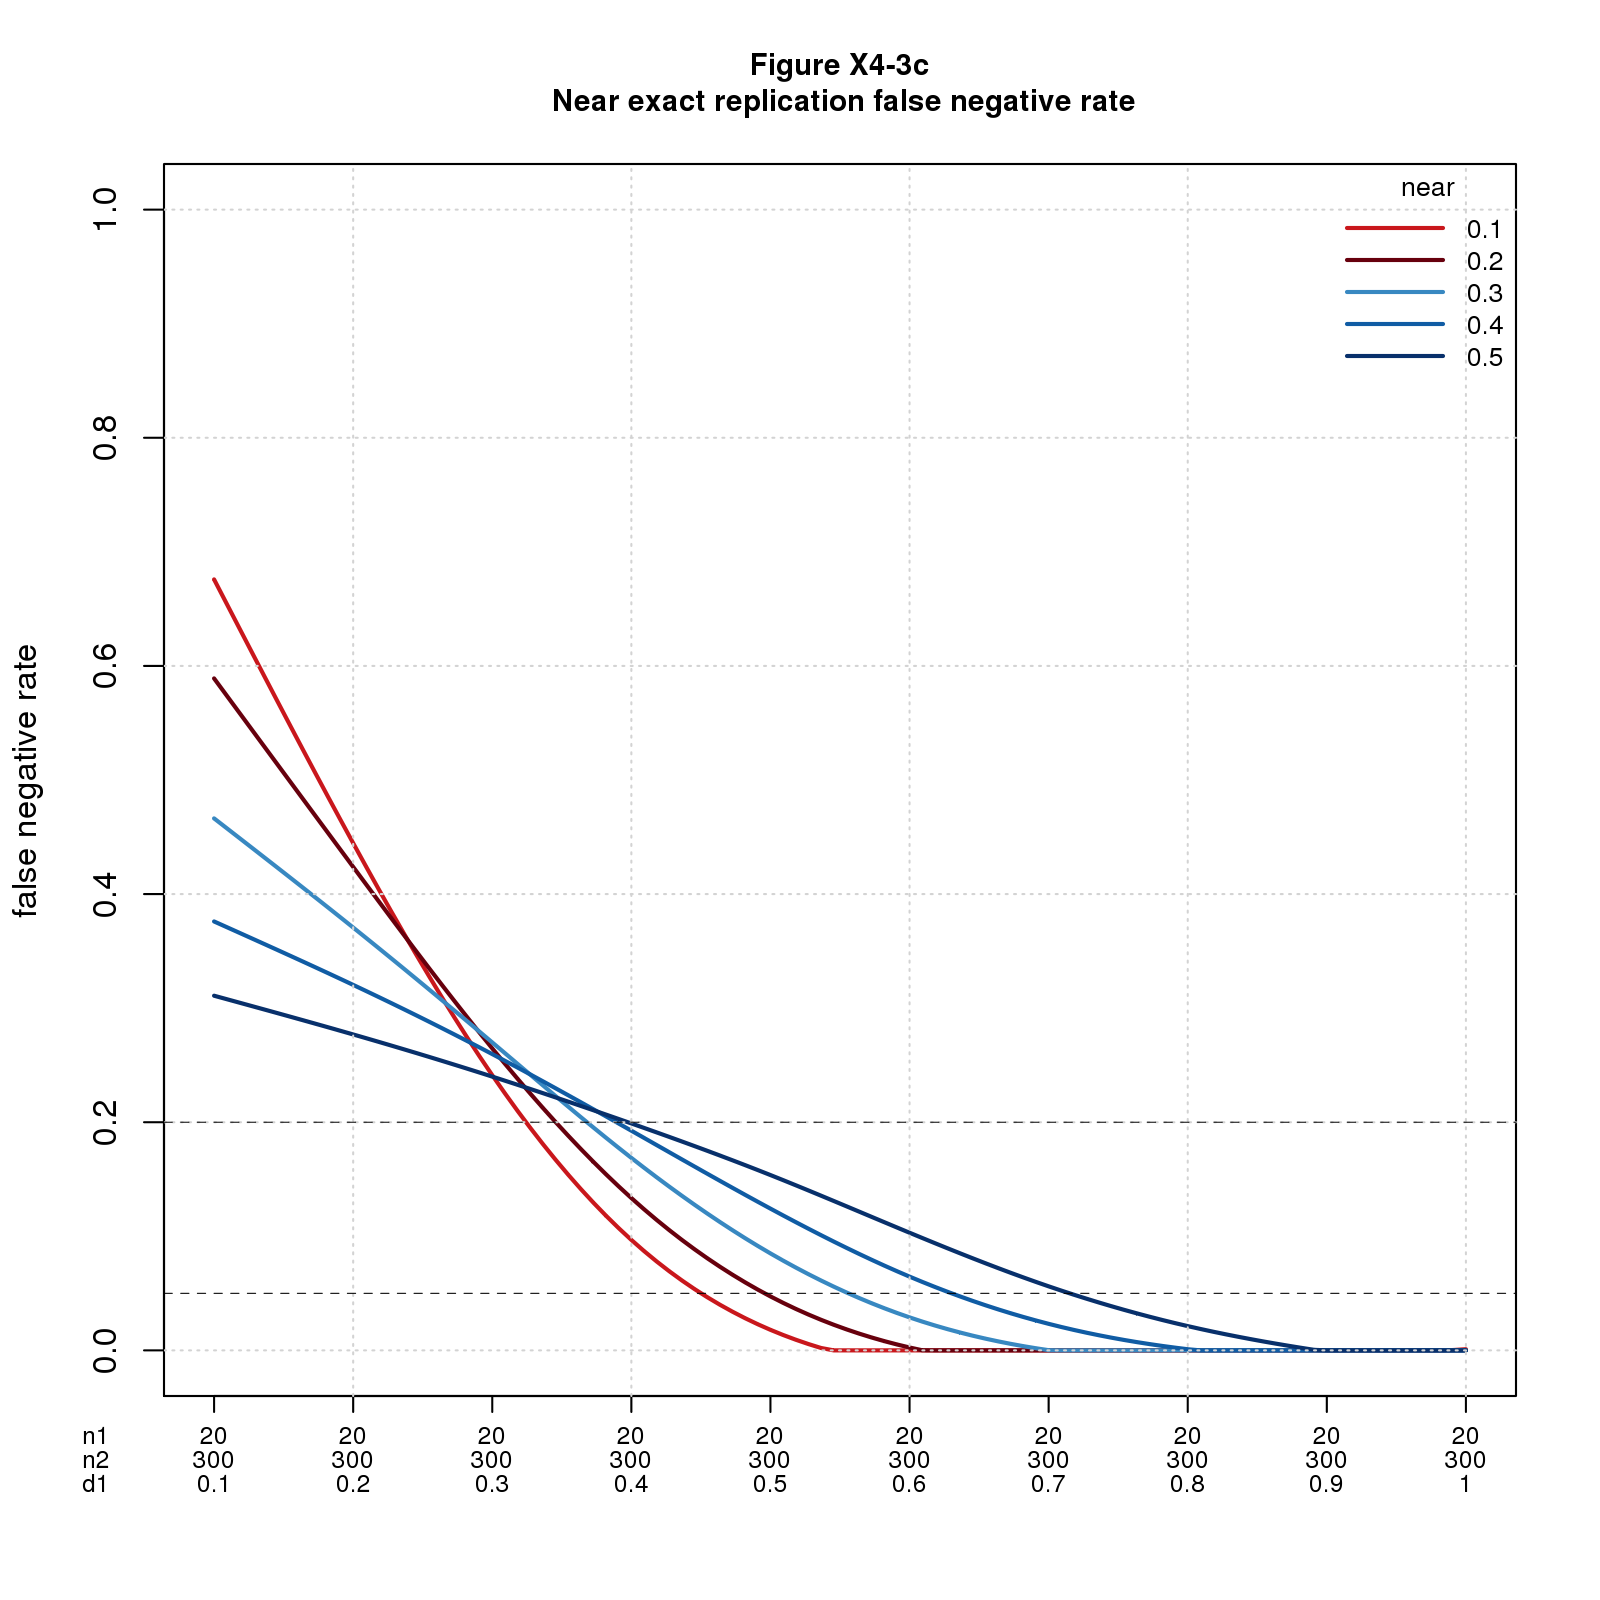 Figure X4-3c
Near exact replication false negative rate
near
0.1
0.2
0.3
0.4
0.5
false negative rate
1.0
0.8
0.6
0.4
0.2
0.0
n1 20 20 20 20 20 20 20 20 20 20
n2 300 300 300 300 300 300 300 300 300 300
d1 0.1 0.2 0.3 0.4 0.5 0.6 0.7 0.8 0.9 1